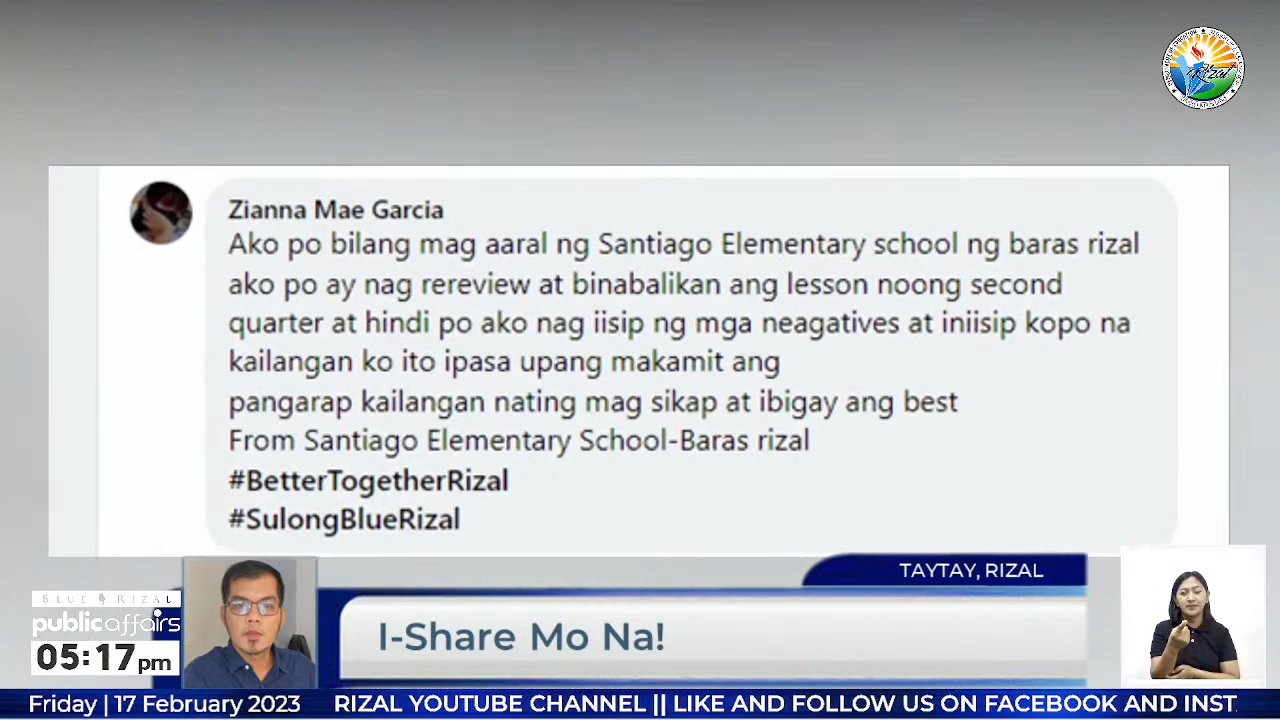 Rizal
Zianna Mae Garcia
Ako po bilang mag aaral ng Santiago Elementary school ng baras rizal
ako po ay nag rereview at binabalikan ang lesson noong second
quarter at hindi po ako nag iisip ng mga neagatives at iniisip kopo na
kailangan ko ito ipasa upang makamit ang
pangarap kailangan nating mag sikap at ibigay ang best
From Santiago Elementary School-Baras rizal
#BetterTogetherRizal
#SulongBlueRizal
TAYTAY, RIZAL
BLUE RIZAL
public affairs
05:17pm
I-Share Mo Na!
Friday | 17 February 2023
RIZAL YOUTUBE CHANNEL || LIKE AND FOLLOW US ON FACEBOOK AND INST